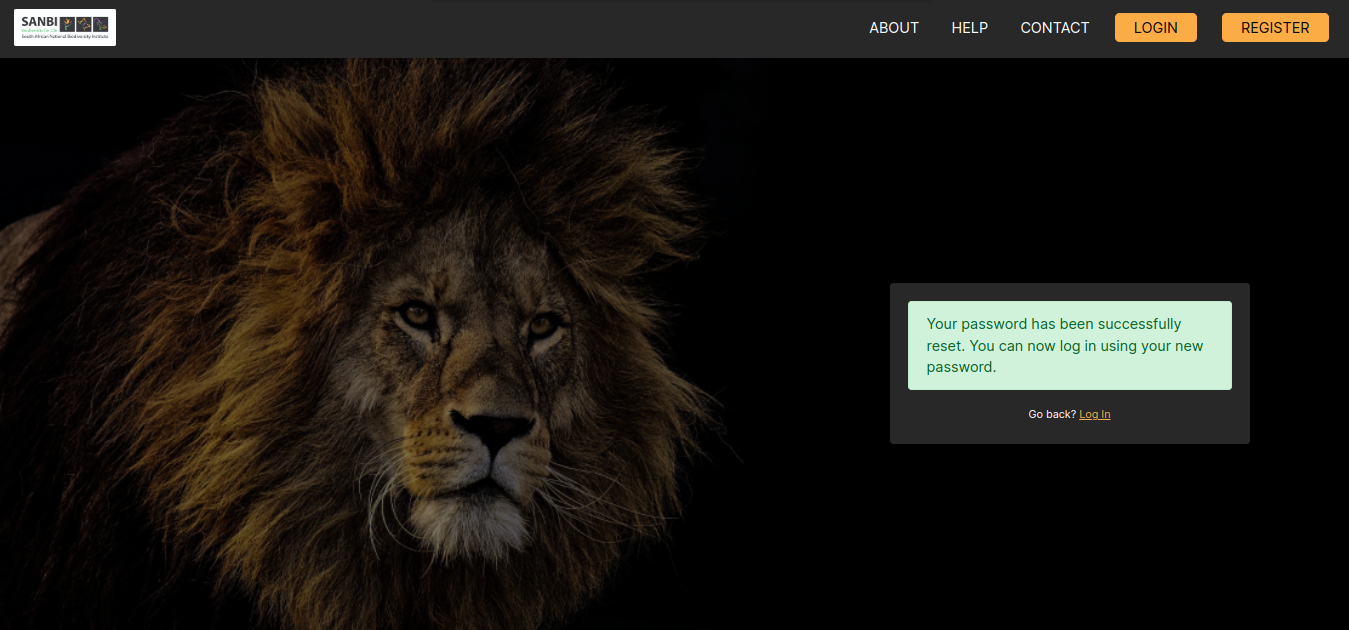 SANBI
Biodiversity for Life
South African National Biodiversity Institute
ABOUT
HELP
CONTACT
LOGIN
REGISTER
Your password has been successfully
reset. You can now log in using your new
password.
Go back? Log In